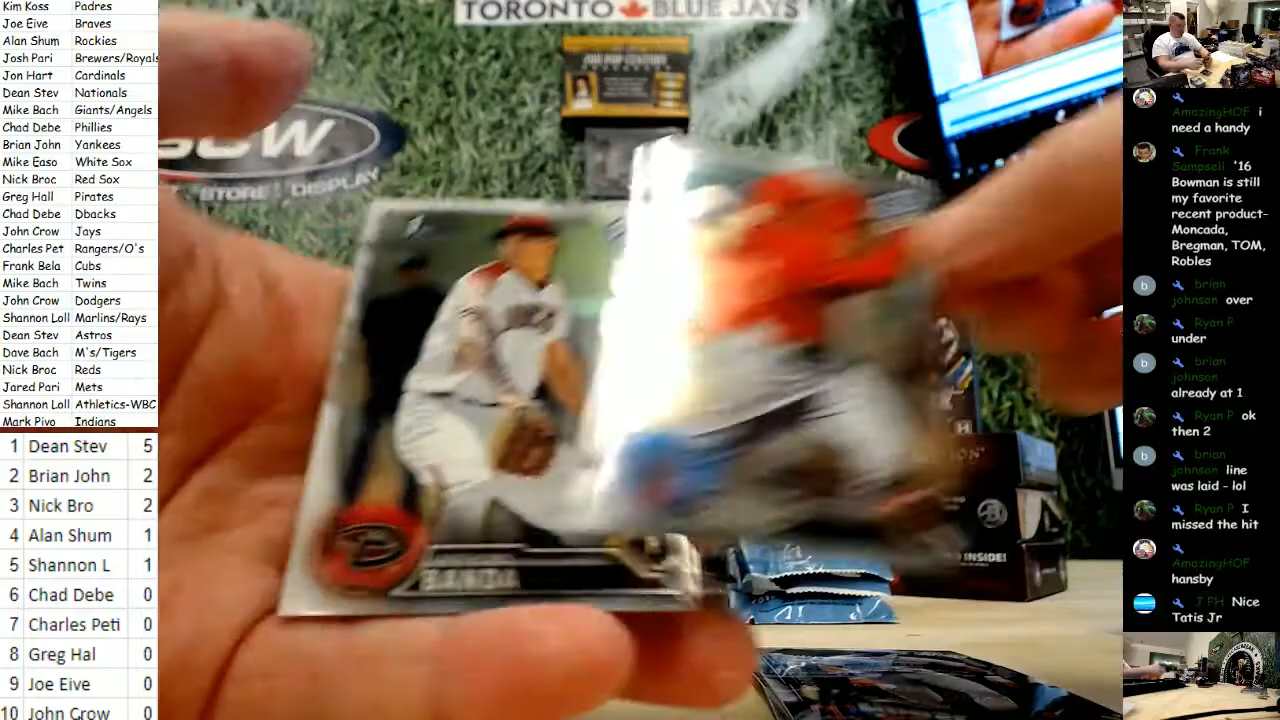 Kim Koss Padres
Joe Eive Braves
Alan Shum Rockies
Josh Pari Brewers/Royals
Jon Hart Cardinals
Dean Stev Nationals
Mike Bach Giants/Angels
Chad Debe Phillies
Brian John Yankees
Mike Easo White Sox
Nick Broc Red Sox
Greg Hall Pirates
Chad Debe Dbacks
John Crow Jays
Charles Pet Rangers/O's
Frank Bela Cubs
Mike Bach Twins
John Crow Dodgers
Shannon Loll Marlins/Rays
Dean Stev Astros
Dave Bach M's/Tigers
Nick Broc Reds
Jared Pari Mets
Shannon Loll Athletics-WBC
Mark Pivo Indians
1 Dean Stev 5
2 Brian John 2
3 Nick Bro 2
4 Alan Shum 1
5 Shannon L 1
6 Chad Debe 0
7 Charles Peti 0
8 Greg Hal 0
9 Joe Eive 0
10 John Crow 0
TORONTO BLUE JAYS
STORE DISPLAY
INSIDE!
AmazingHOF i
need a handy
Frank
Sampsell '16
Bowman is still
my favorite
recent product-
Moncada,
Bregman, TOM,
Robles
brian
johnson over
Ryan P
under
brian
johnson
already at 1
Ryan P ok
then 2
brian
johnson line
was laid - lol
Ryan P I
missed the hit
AmazingHOF
hansby
J PH Nice
Tatis Jr